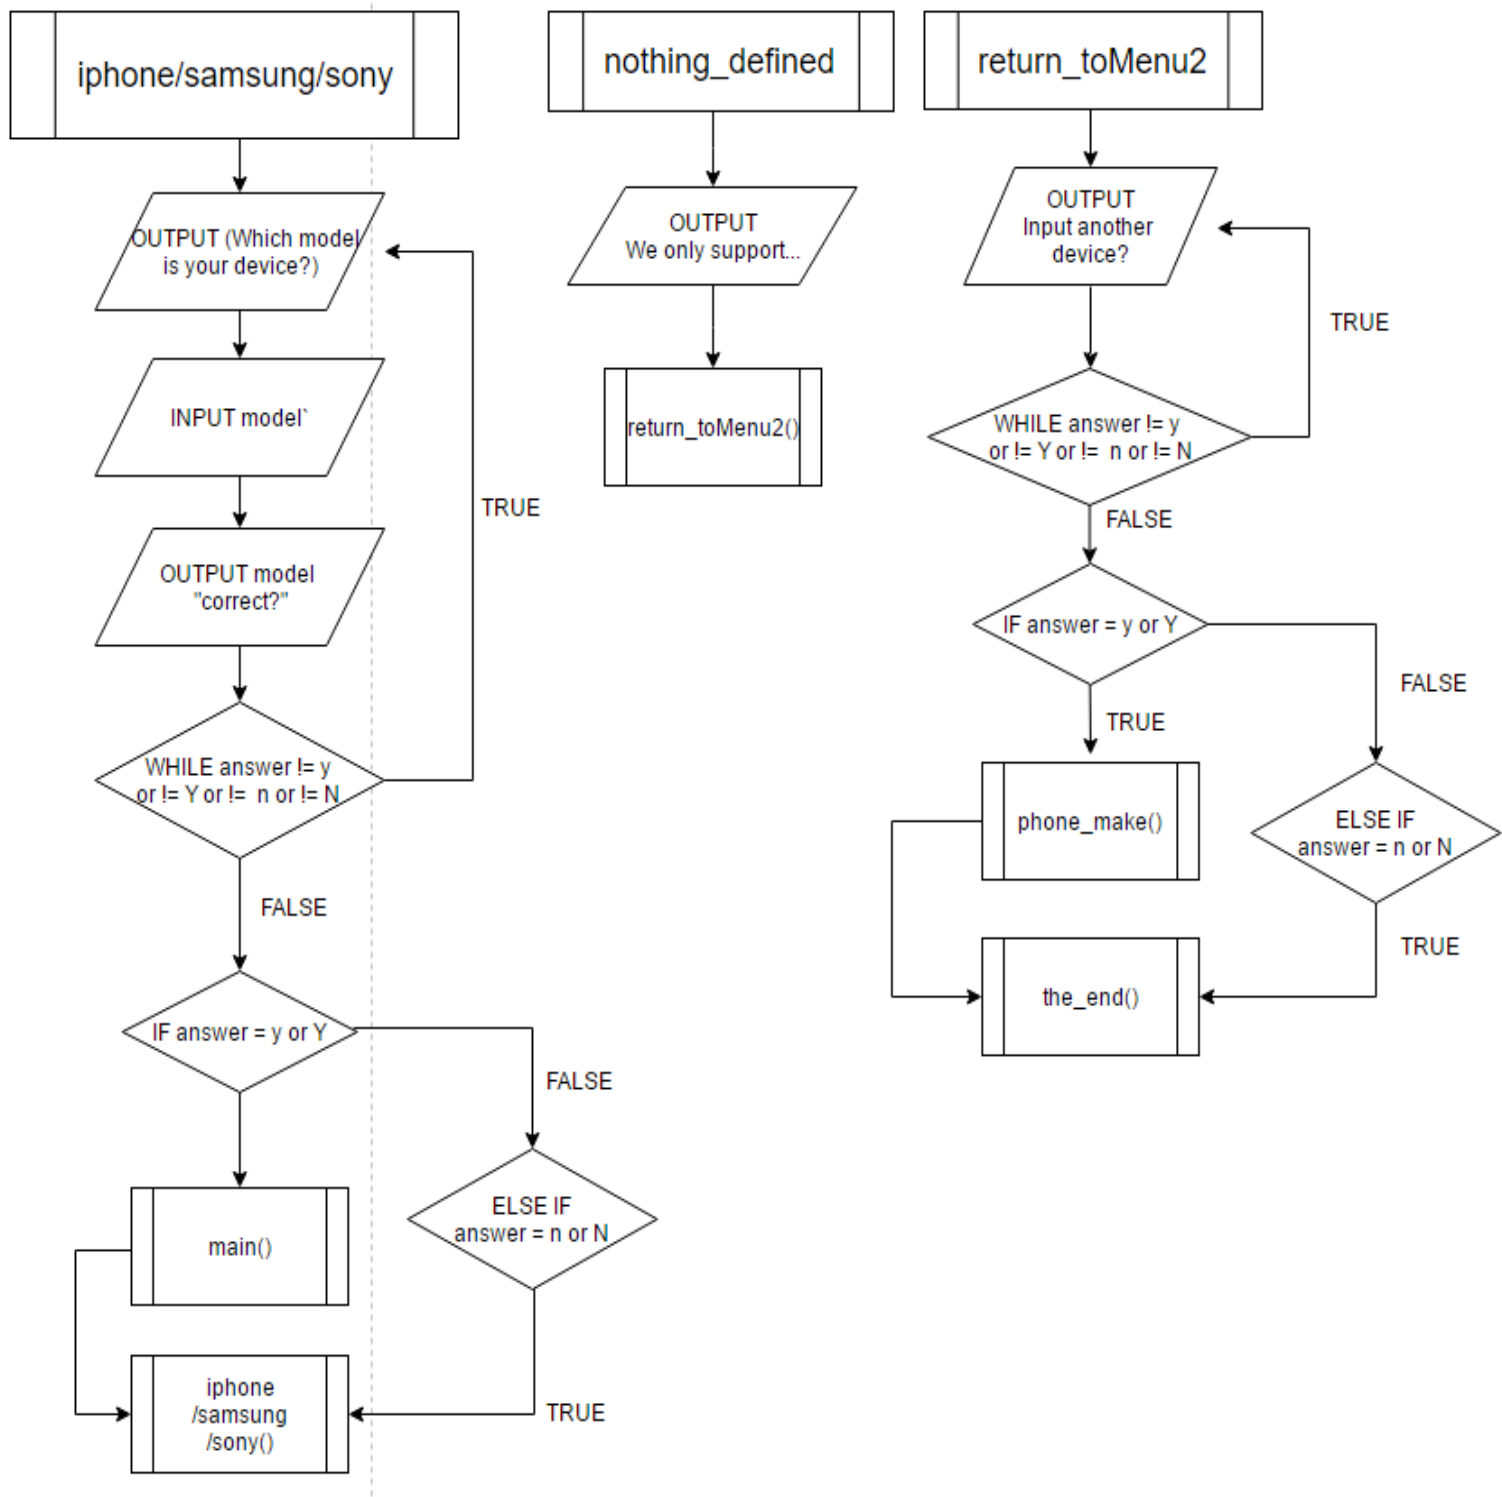 iphone/samsung/sony
OUTPUT (Which model
is your device?)
INPUT model`
OUTPUT model
"correct?"
TRUE
WHILE answer != y
or != Y or !=  n or != N
FALSE
IF answer = y or Y
FALSE
ELSE IF
answer = n or N
main()
TRUE
iphone
/samsung
/sony()
nothing_defined
OUTPUT
We only support...
return_toMenu2()
return_toMenu2
OUTPUT
Input another
device?
TRUE
WHILE answer != y
or != Y or !=  n or != N
FALSE
IF answer = y or Y
FALSE
TRUE
phone_make()
ELSE IF
answer = n or N
TRUE
the_end()